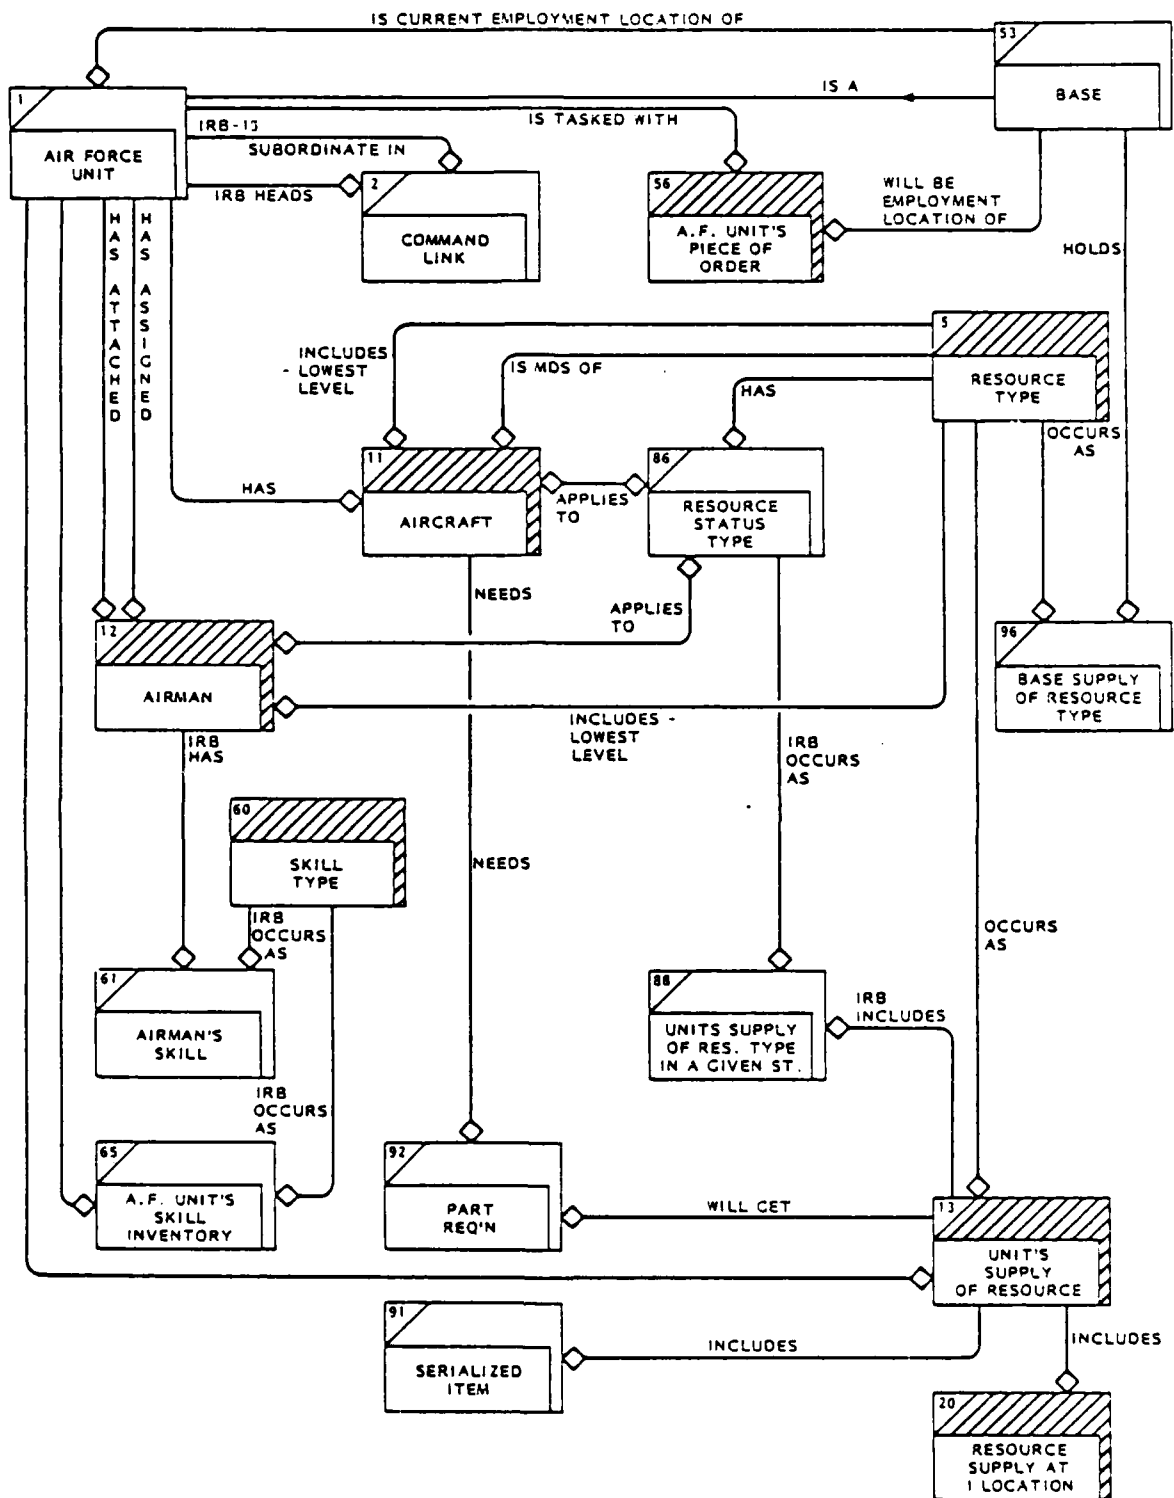 IS CURRENT EMPLOYMENT LOCATION OF
53
BASE
IS A
1
AIR FORCE
UNIT
IS TASKED WITH
IRB-IS
SUBORDINATE IN
IRB HEADS
2
COMMAND
LINK
56
A.F. UNIT'S
PIECE OF
ORDER
WILL BE
EMPLOYMENT
LOCATION OF
HOLDS
HAS ATTACHED
HAS ASSIGNED
5
RESOURCE
TYPE
INCLUDES
- LOWEST
LEVEL
IS MDS OF
HAS
OCCURS
AS
11
AIRCRAFT
86
RESOURCE
STATUS
TYPE
HAS
APPLIES
TO
NEEDS
APPLIES
TO
12
AIRMAN
96
BASE SUPPLY
OF RESOURCE
TYPE
INCLUDES -
LOWEST
LEVEL
IRB
HAS
IRB
OCCURS
AS
60
SKILL
TYPE
NEEDS
IRB
OCCURS
AS
OCCURS
AS
61
AIRMAN'S
SKILL
88
UNITS SUPPLY
OF RES. TYPE
IN A GIVEN ST.
IRB
INCLUDES
IRB
OCCURS
AS
65
A.F. UNIT'S
SKILL
INVENTORY
92
PART
REQ'N
WILL GET
13
UNIT'S
SUPPLY
OF RESOURCE
91
SERIALIZED
ITEM
INCLUDES
INCLUDES
20
RESOURCE
SUPPLY AT
1 LOCATION